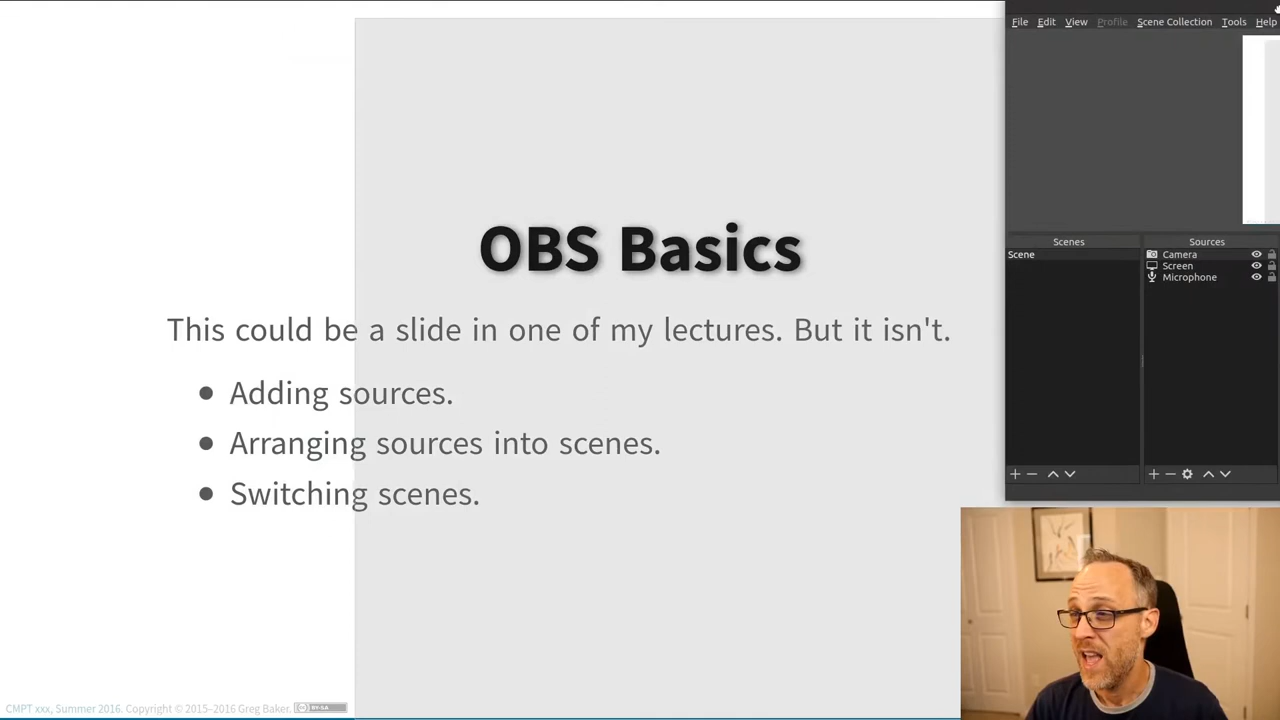 File Edit View Profile Scene Collection Tools Help
OBS Basics
This could be a slide in one of my lectures. But it isn't.
Adding sources.
Arranging sources into scenes.
Switching scenes.
Scenes
Scene
Sources
Camera
Screen
Microphone
CMPT xxx, Summer 2016. Copyright © 2015–2016 Greg Baker.
BY-SA